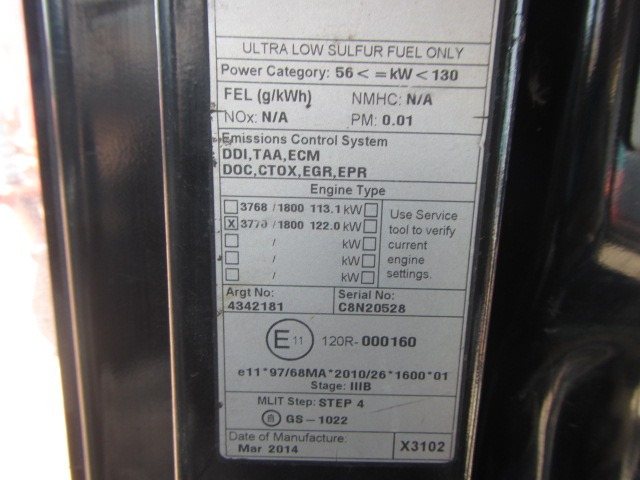 ULTRA LOW SULFUR FUEL ONLY
Power Category: 56 < = kW < 130
FEL (g/kWh) NMHC: N/A
NOx: N/A PM: 0.01
Emissions Control System
DDI,TAA,ECM
DOC,CTOX,EGR,EPR
Engine Type
3768 / 1800 113.1 kW
X 3770 / 1800 122.0 kW
/ kW
/ kW
/ kW
Use Service
tool to verify
current
engine
settings.
Argt No: Serial No:
4342181 C8N20528
E11 120R-000160
e11*97/68MA*2010/26*1600*01
Stage: IIIB
MLIT Step: STEP 4
GS-1022
Date of Manufacture:
Mar 2014 X3102